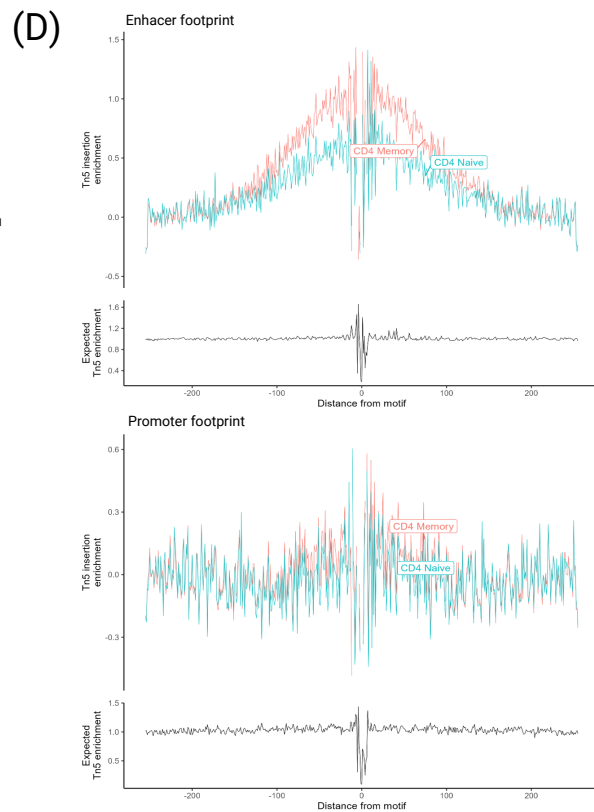 (D)
Enhacer footprint
1.5
1.0
0.5
0.0
-0.5
Tn5 insertion
enrichment
CD4 Memory
CD4 Naive
1.6
1.2
0.8
0.4
Expected
Tn5 enrichment
-200
-100
0
100
200
Distance from motif
Promoter footprint
0.6
0.3
0.0
-0.3
Tn5 insertion
enrichment
CD4 Memory
CD4 Naive
1.5
1.0
0.5
Expected
Tn5 enrichment
-200
-100
0
100
200
Distance from motif